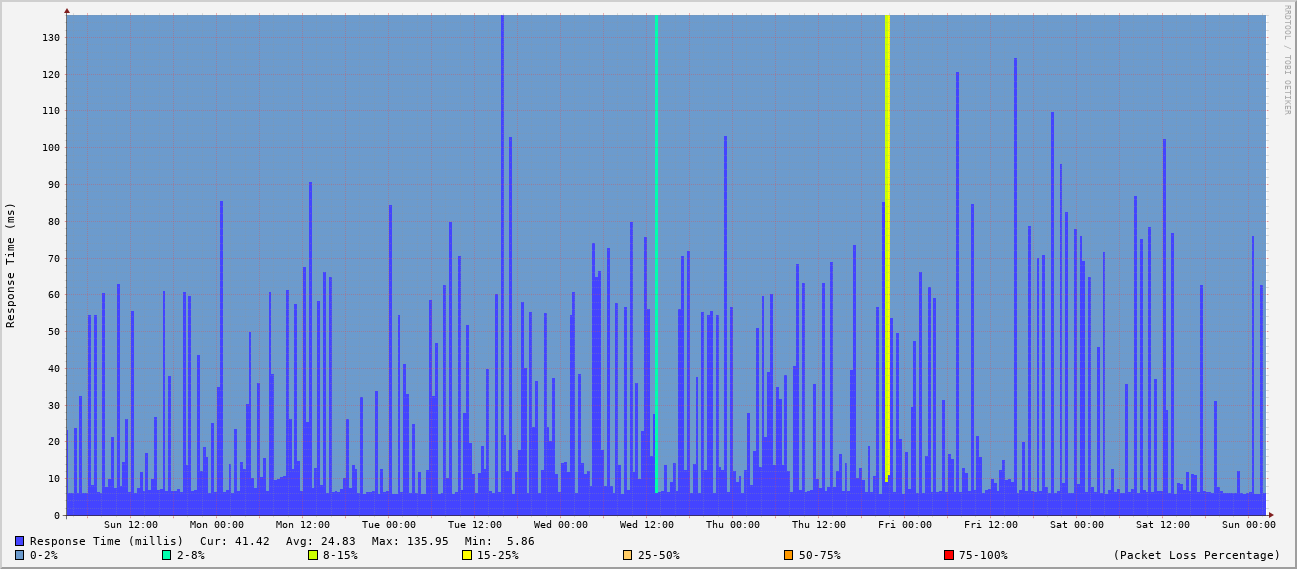 RRDTOOL / TOBI OETIKER
Response Time (ms)
130
120
110
100
90
80
70
60
50
40
30
20
10
0
Sun 12:00 Mon 00:00 Mon 12:00 Tue 00:00 Tue 12:00 Wed 00:00 Wed 12:00 Thu 00:00 Thu 12:00 Fri 00:00 Fri 12:00 Sat 00:00 Sat 12:00 Sun 00:00
Response Time (millis) Cur: 41.42 Avg: 24.83 Max: 135.95 Min: 5.86
0-2% 2-8% 8-15% 15-25% 25-50% 50-75% 75-100% (Packet Loss Percentage)